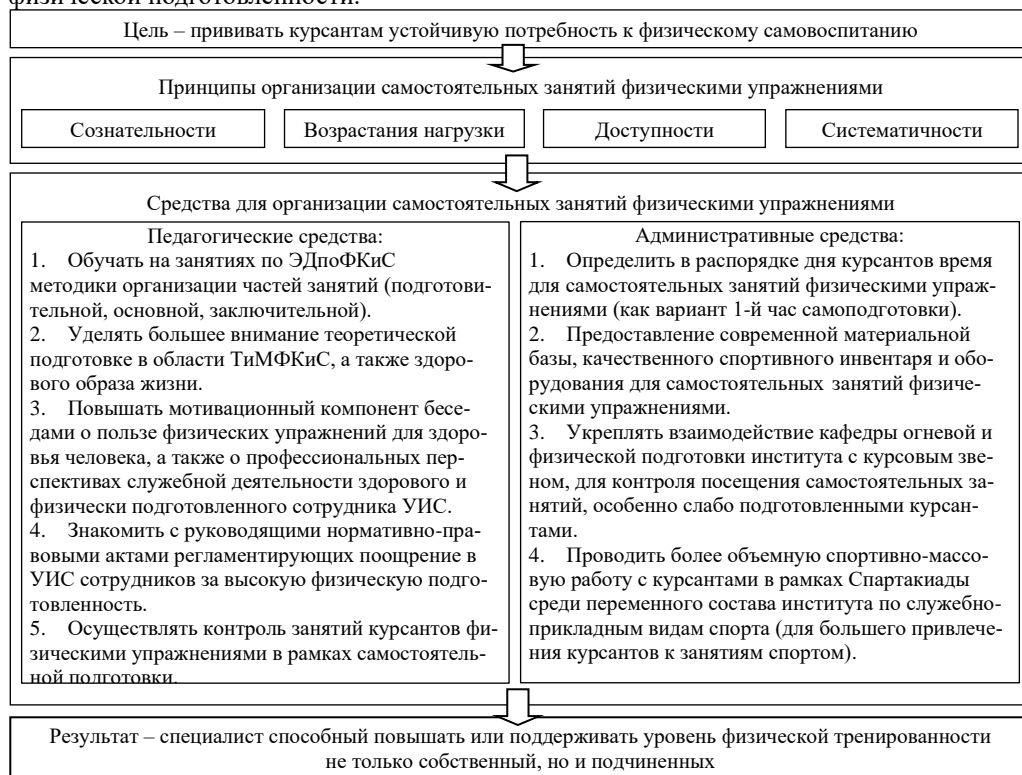 физической подготовленности.
Цель – прививать курсантам устойчивую потребность к физическому самовоспитанию
Принципы организации самостоятельных занятий физическими упражнениями
Сознательности
Возрастания нагрузки
Доступности
Систематичности
Средства для организации самостоятельных занятий физическими упражнениями
Педагогические средства:
1. Обучать на занятиях по ЭДпоФКиС
методики организации частей занятий (подготови-
тельной, основной, заключительной).
2. Уделять большее внимание теоретической
подготовке в области ТиМФКиС, а также здоро-
вого образа жизни.
3. Повышать мотивационный компонент бесе-
дами о пользе физических упражнений для здоро-
вья человека, а также о профессиональных пер-
спективах служебной деятельности здорового и
физически подготовленного сотрудника УИС.
4. Знакомить с руководящими нормативно-пра-
вовыми актами регламентирующих поощрение в
УИС сотрудников за высокую физическую подго-
товленность.
5. Осуществлять контроль занятий курсантов фи-
зическими упражнениями в рамках самостоятель-
ной подготовки.
Административные средства:
1. Определить в распорядке дня курсантов время
для самостоятельных занятий физическими упраж-
нениями (как вариант 1-й час самоподготовки).
2. Предоставление современной материальной
базы, качественного спортивного инвентаря и обо-
рудования для самостоятельных занятий физиче-
скими упражнениями.
3. Укреплять взаимодействие кафедры огневой и
физической подготовки института с курсовым зве-
ном, для контроля посещения самостоятельных за-
нятий, особенно слабо подготовленными курсан-
тами.
4. Проводить более объемную спортивно-массо-
вую работу с курсантами в рамках Спартакиады
среди переменного состава института по служебно-
прикладным видам спорта (для большего привлече-
ния курсантов к занятиям спортом).
Результат – специалист способный повышать или поддерживать уровень физической тренированности
не только собственный, но и подчиненных